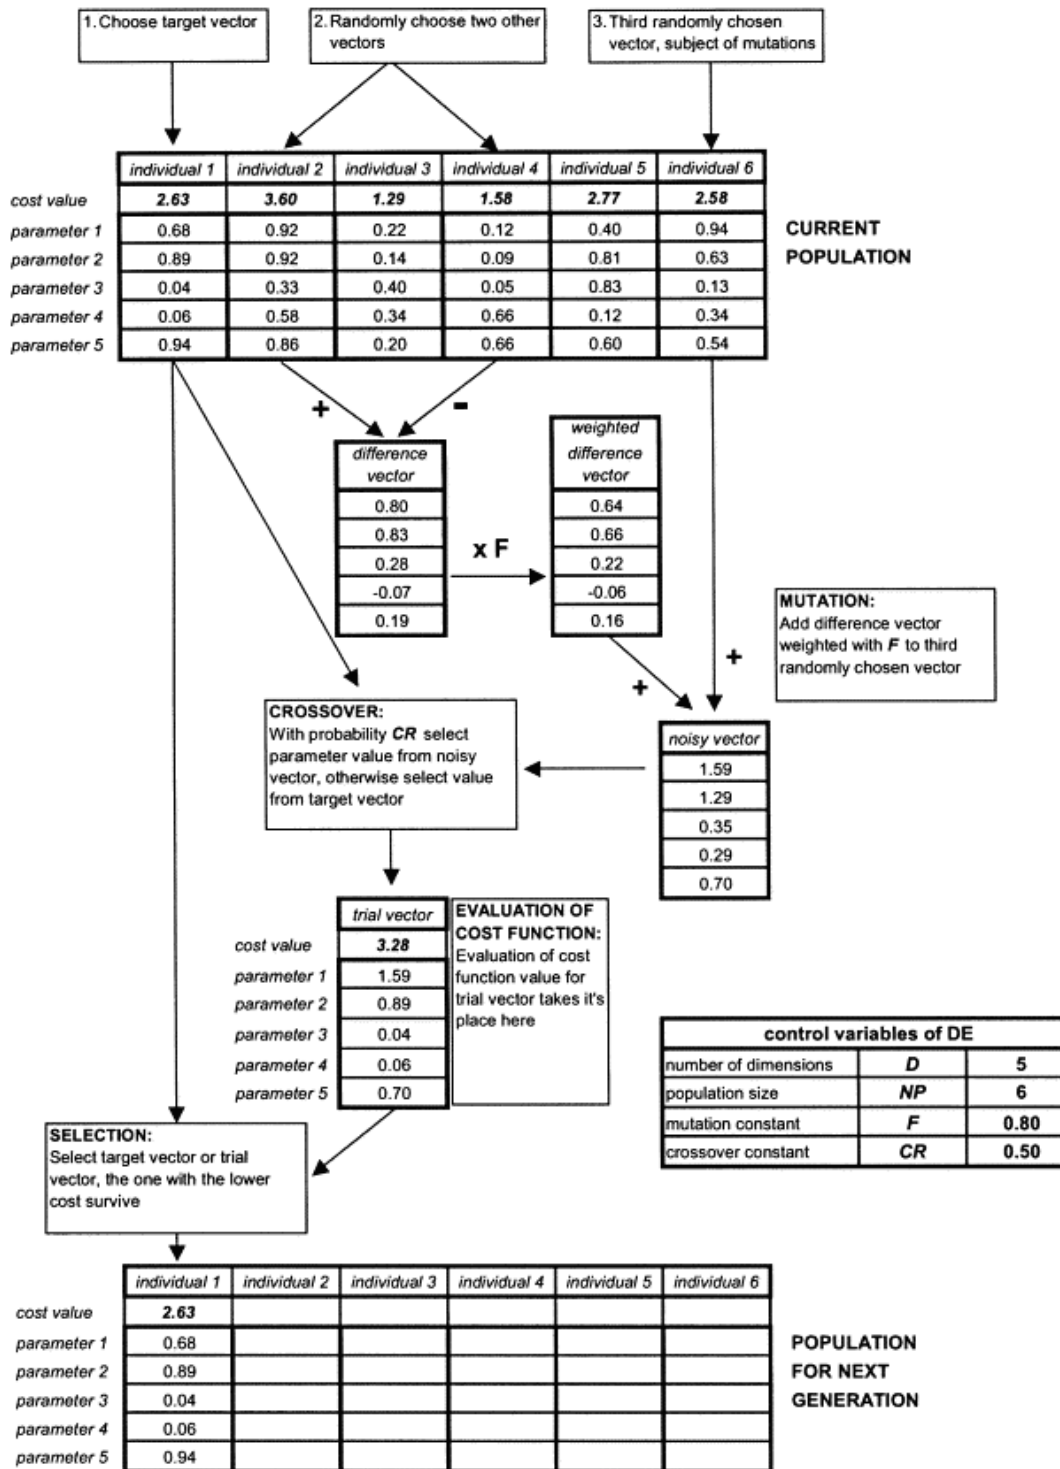 1. Choose target vector
2. Randomly choose two other
vectors
3. Third randomly chosen
vector, subject of mutations
individual 1 individual 2 individual 3 individual 4 individual 5 individual 6
cost value 2.63 3.60 1.29 1.58 2.77 2.58
parameter 1 0.68 0.92 0.22 0.12 0.40 0.94 CURRENT
parameter 2 0.89 0.92 0.14 0.09 0.81 0.63 POPULATION
parameter 3 0.04 0.33 0.40 0.05 0.83 0.13
parameter 4 0.06 0.58 0.34 0.66 0.12 0.34
parameter 5 0.94 0.86 0.20 0.66 0.60 0.54
+
-
difference
vector
0.80
0.83
0.28
-0.07
0.19
x F
weighted
difference
vector
0.64
0.66
0.22
-0.06
0.16
MUTATION:
Add difference vector
weighted with F to third
randomly chosen vector
+
+
CROSSOVER:
With probability CR select
parameter value from noisy
vector, otherwise select value
from target vector
noisy vector
1.59
1.29
0.35
0.29
0.70
trial vector
cost value 3.28
parameter 1 1.59
parameter 2 0.89
parameter 3 0.04
parameter 4 0.06
parameter 5 0.70
EVALUATION OF
COST FUNCTION:
Evaluation of cost
function value for
trial vector takes it's
place here
control variables of DE
number of dimensions D 5
population size NP 6
mutation constant F 0.80
crossover constant CR 0.50
SELECTION:
Select target vector or trial
vector, the one with the lower
cost survive
individual 1 individual 2 individual 3 individual 4 individual 5 individual 6
cost value 2.63
parameter 1 0.68 POPULATION
parameter 2 0.89 FOR NEXT
parameter 3 0.04 GENERATION
parameter 4 0.06
parameter 5 0.94